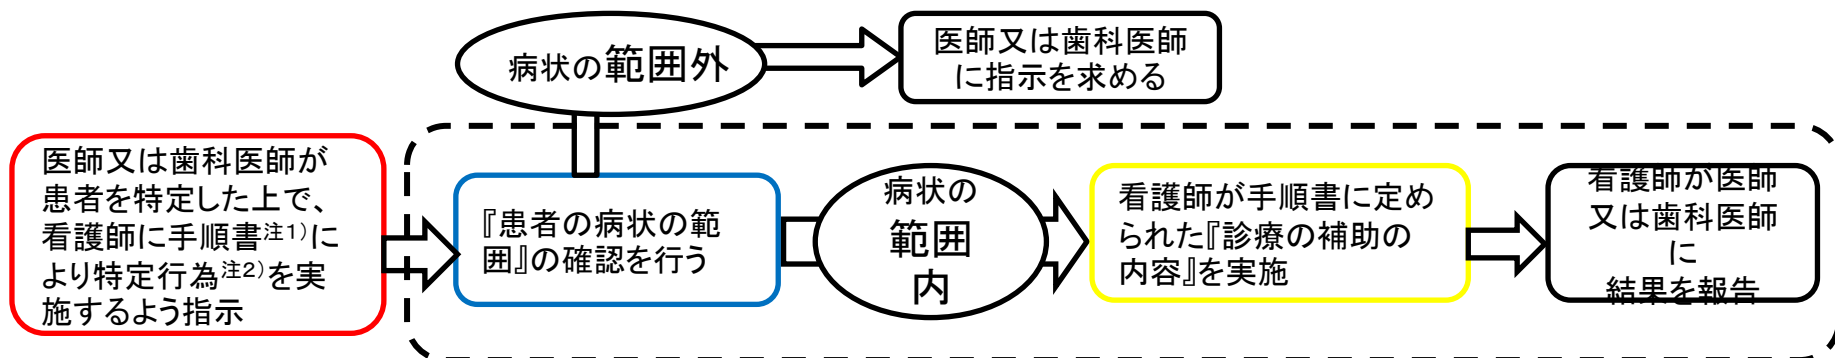 病状の範囲外
医師又は歯科医師
に指示を求める
医師又は歯科医師が
患者を特定した上で、
看護師に手順書注1)に
より特定行為注2)を実
施するよう指示
『患者の病状の範
囲』の確認を行う
病状の
範囲
内
看護師が手順書に定め
られた『診療の補助の
内容』を実施
看護師が医師
又は歯科医師
に
結果を報告